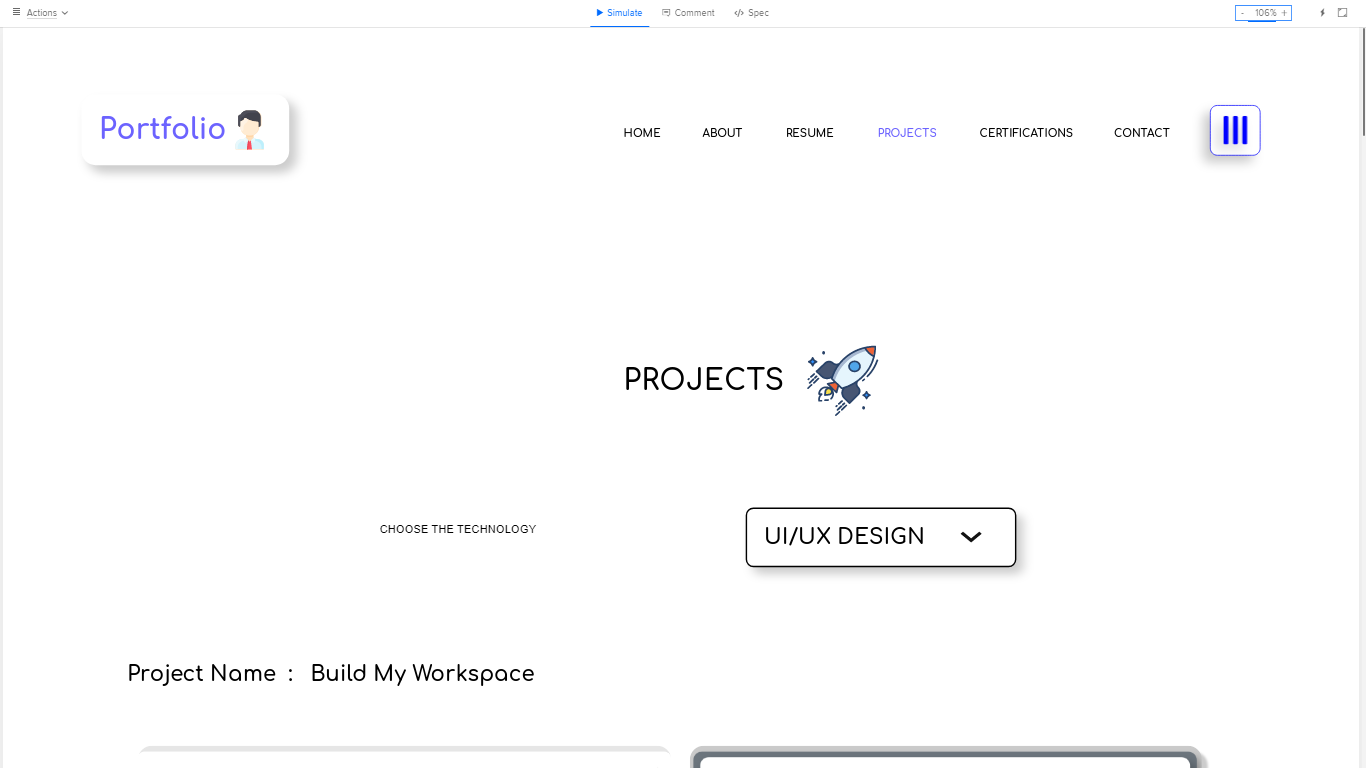 Actions
Simulate
Comment
</> Spec
- 106% +
Portfolio
HOME ABOUT RESUME PROJECTS CERTIFICATIONS CONTACT
PROJECTS
CHOOSE THE TECHNOLOGY
UI/UX DESIGN
Project Name : Build My Workspace